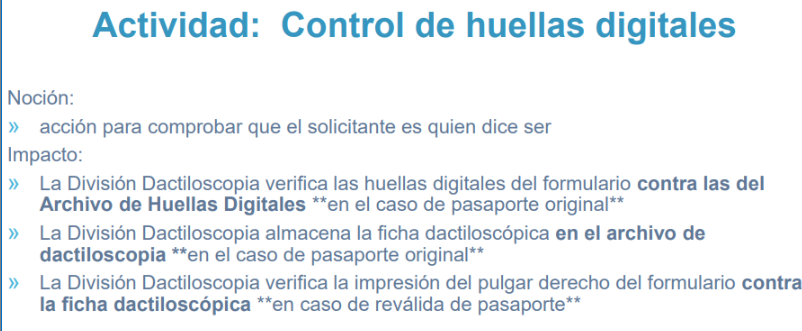 Actividad: Control de huellas digitales
Noción:
» acción para comprobar que el solicitante es quien dice ser
Impacto:
» La División Dactiloscopia verifica las huellas digitales del formulario contra las del
Archivo de Huellas Digitales **en el caso de pasaporte original**
» La División Dactiloscopia almacena la ficha dactiloscópica en el archivo de
dactiloscopia **en el caso de pasaporte original**
» La División Dactiloscopia verifica la impresión del pulgar derecho del formulario contra
la ficha dactiloscópica **en caso de reválida de pasaporte**